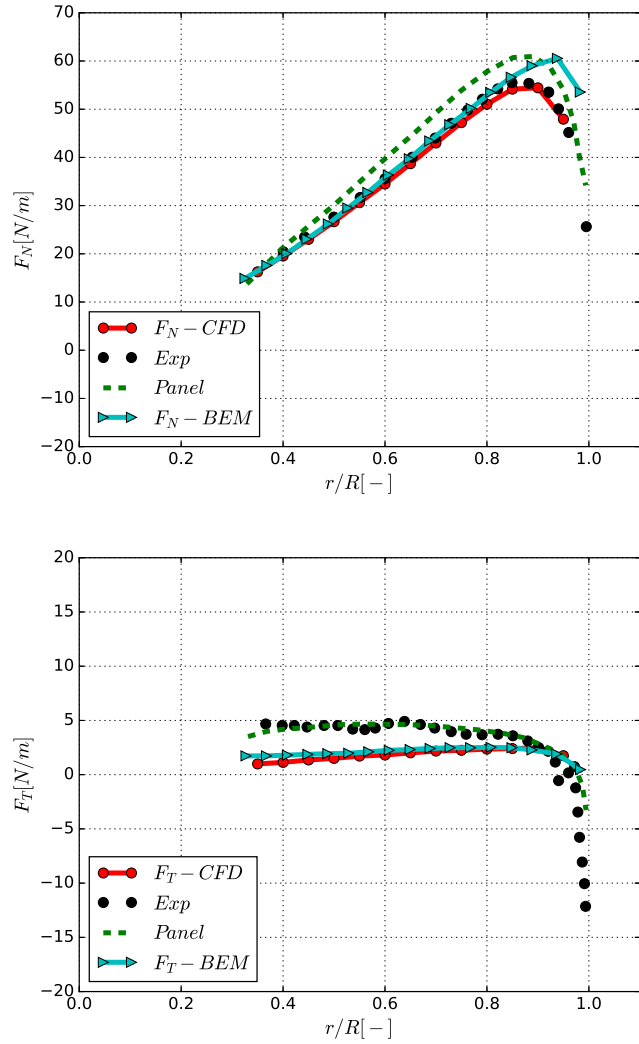 70
60
50
40
30
20
10
0
−10
−20
F_N[N/m]
F_N − CFD
Exp
Panel
F_N − BEM
0.0 0.2 0.4 0.6 0.8 1.0
r/R[−]
20
15
10
5
0
−5
−10
−15
−20
F_T[N/m]
F_T − CFD
Exp
Panel
F_T − BEM
0.0 0.2 0.4 0.6 0.8 1.0
r/R[−]